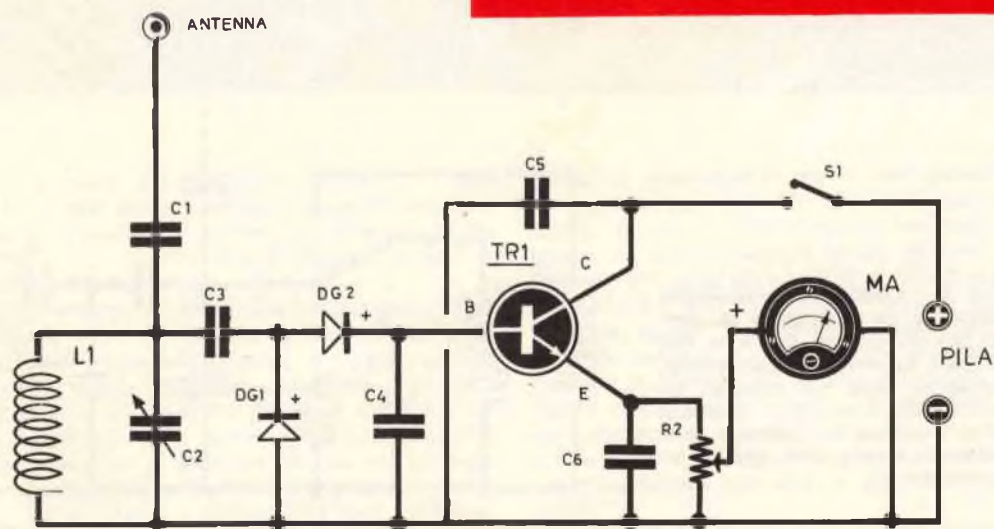 ANTENNA
C1
C5
S1
TR1
C
C3
DG2
+
B
+
MA
+
L1
PILA
DG1
+
C4
E
-
C2
C6
R2